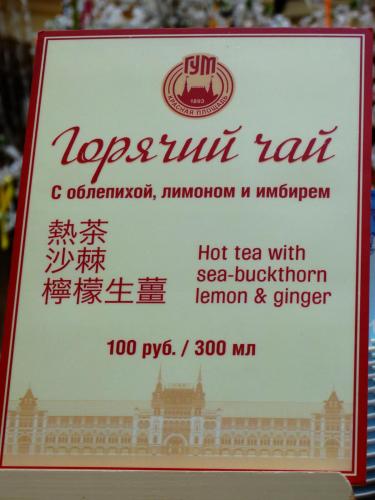 ГУМ
КРАСНАЯ ПЛОЩАДЬ
1893
Горячий чай
С облепихой, лимоном и имбирем
熱茶
沙棘
檸檬生薑
Hot tea with
sea-buckthorn
lemon & ginger
100 руб. / 300 мл